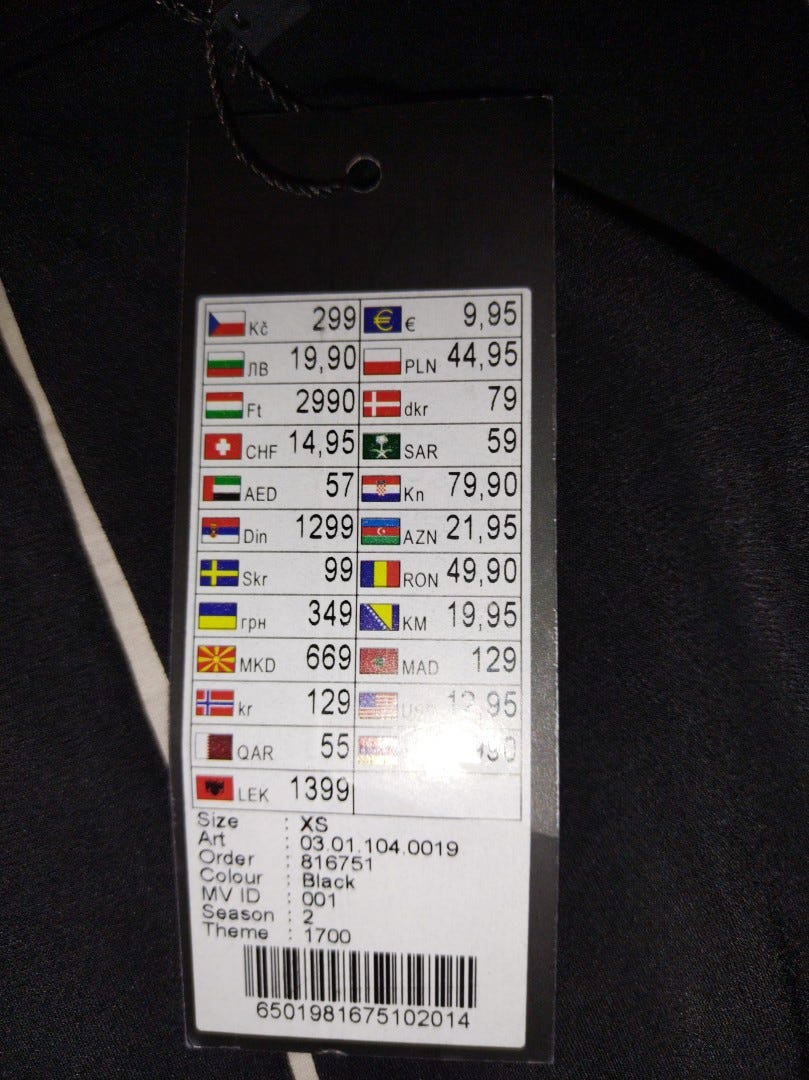 Kč 299 € 9,95
лв 19,90 PLN 44,95
Ft 2990 dkr 79
CHF 14,95 SAR 59
AED 57 Kn 79,90
Din 1299 AZN 21,95
Skr 99 RON 49,90
грн 349 KM 19,95
MKD 669 MAD 129
kr 129 USD 12,95
QAR 55
LEK 1399
Size : XS
Art : 03.01.104.0019
Order : 816751
Colour : Black
MV ID : 001
Season : 2
Theme : 1700
6501981675102014